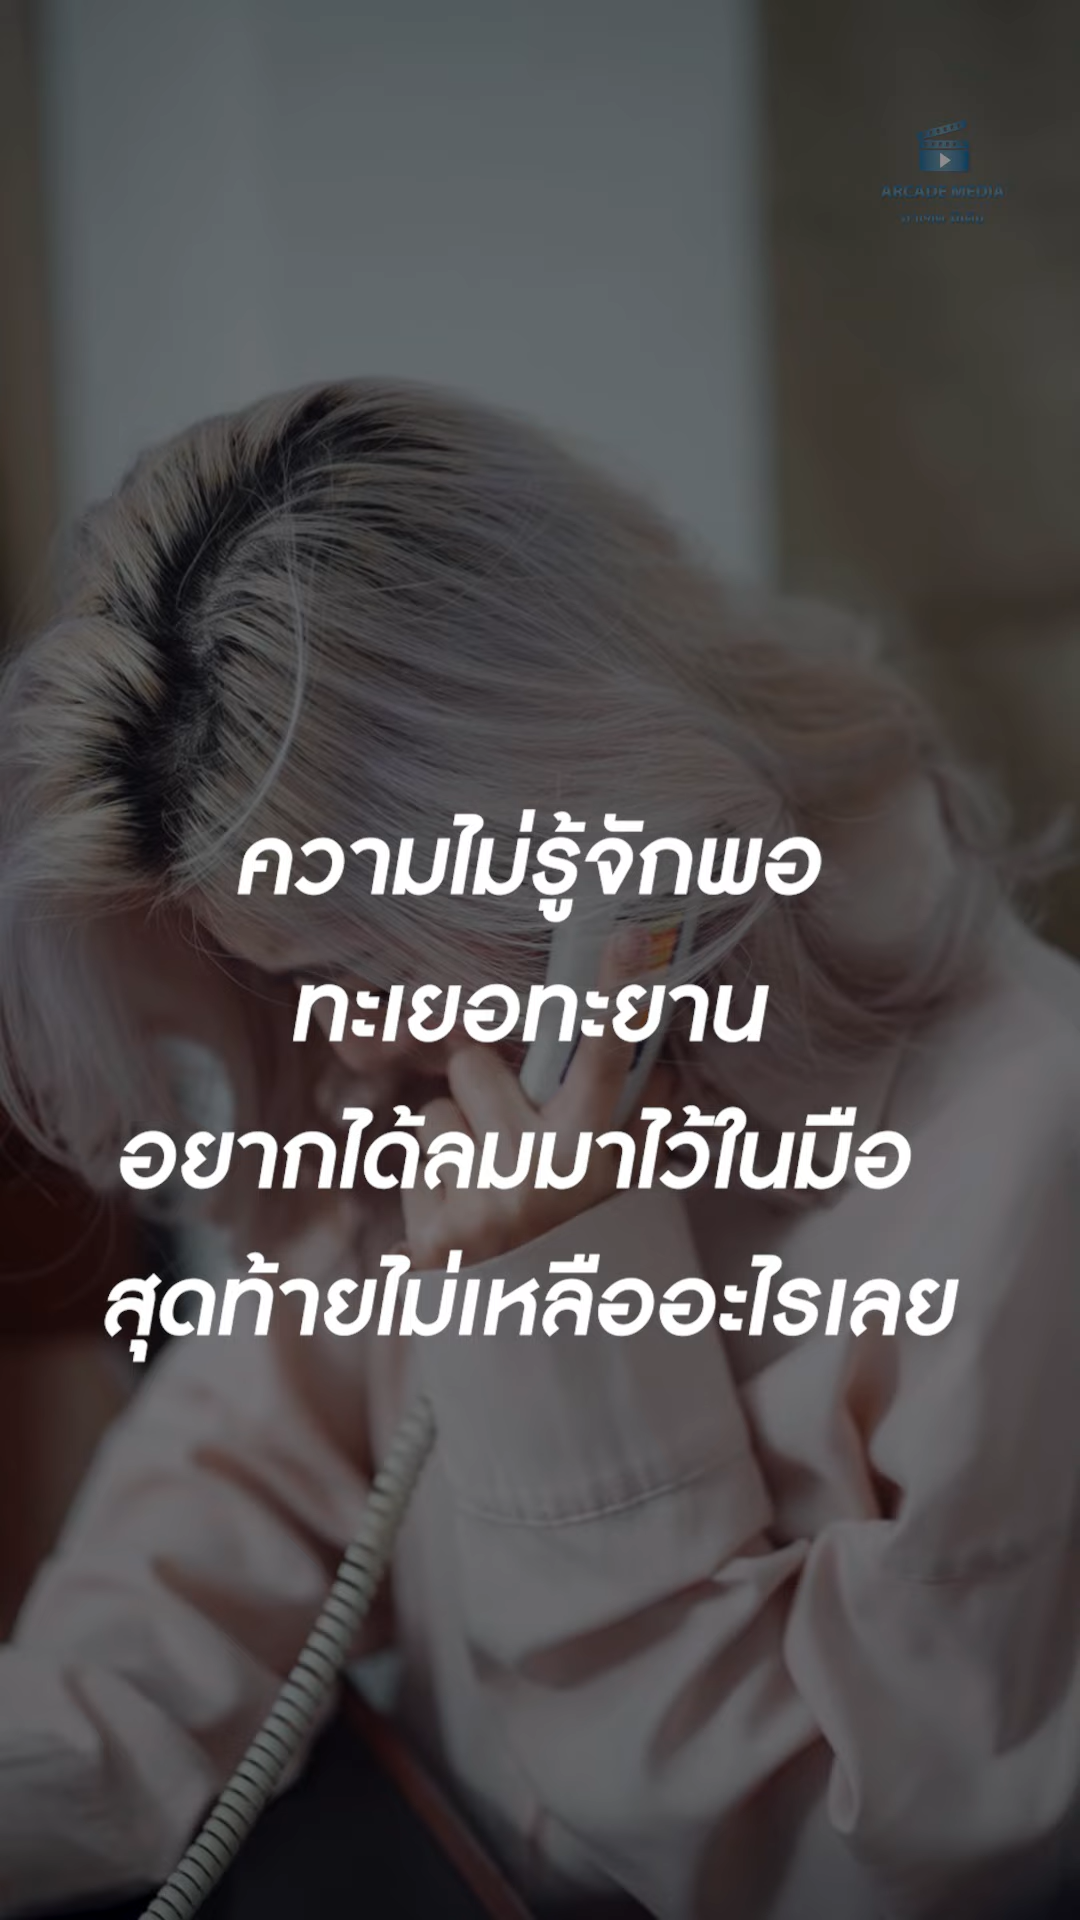 ARCADE MEDIA
ความไม่รู้จักพอ
ทะเยอทะยาน
อยากได้ลมมาไว้ในมือ
สุดท้ายไม่เหลืออะไรเลย